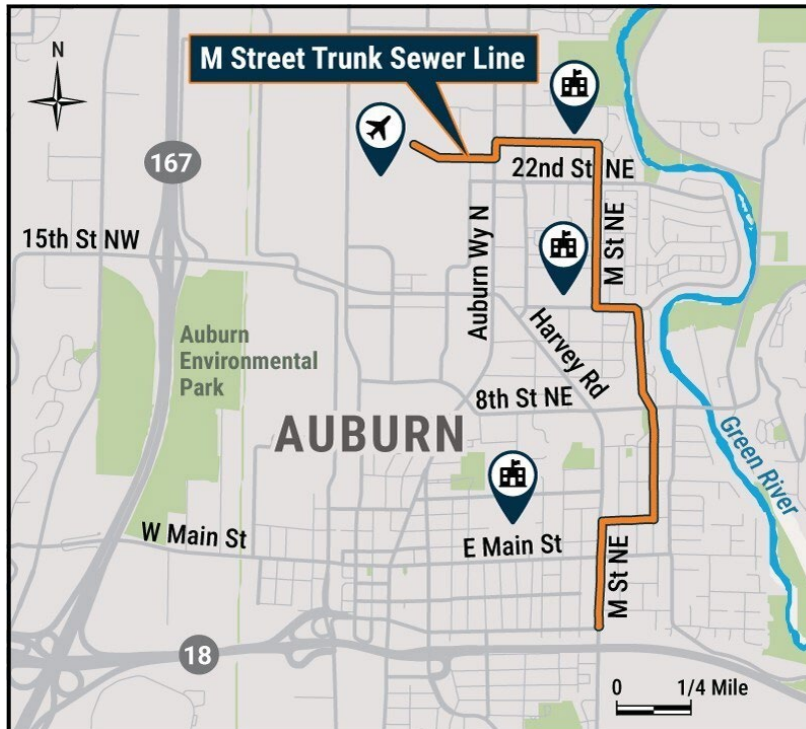 M Street Trunk Sewer Line
N
167
22nd St NE
15th St NW
Auburn Wy N
M St NE
Harvey Rd
Auburn
Environmental
Park
8th St NE
AUBURN
Green River
W Main St
E Main St
M St NE
18
0 1/4 Mile